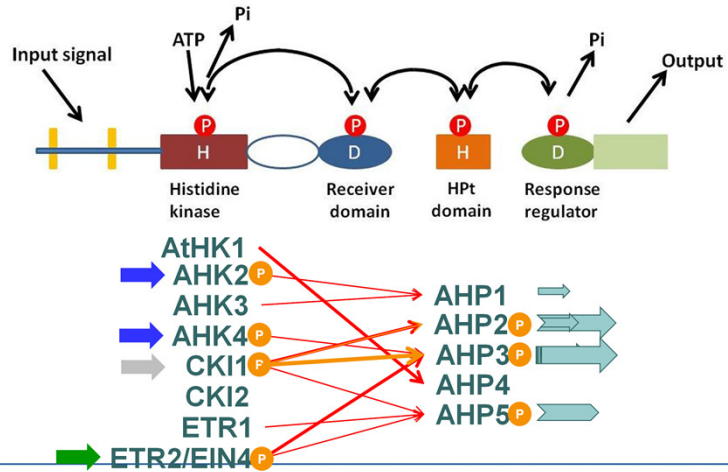 Pi
ATP
Pi
Input signal
Output
P
P
P
P
H
D
H
D
Histidine
kinase
Receiver
domain
HPt
domain
Response
regulator
AtHK1
AHK2 P
AHK3
AHK4 P
CKI1 P
CKI2
ETR1
ETR2/EIN4 P
AHP1
AHP2 P
AHP3 P
AHP4
AHP5 P